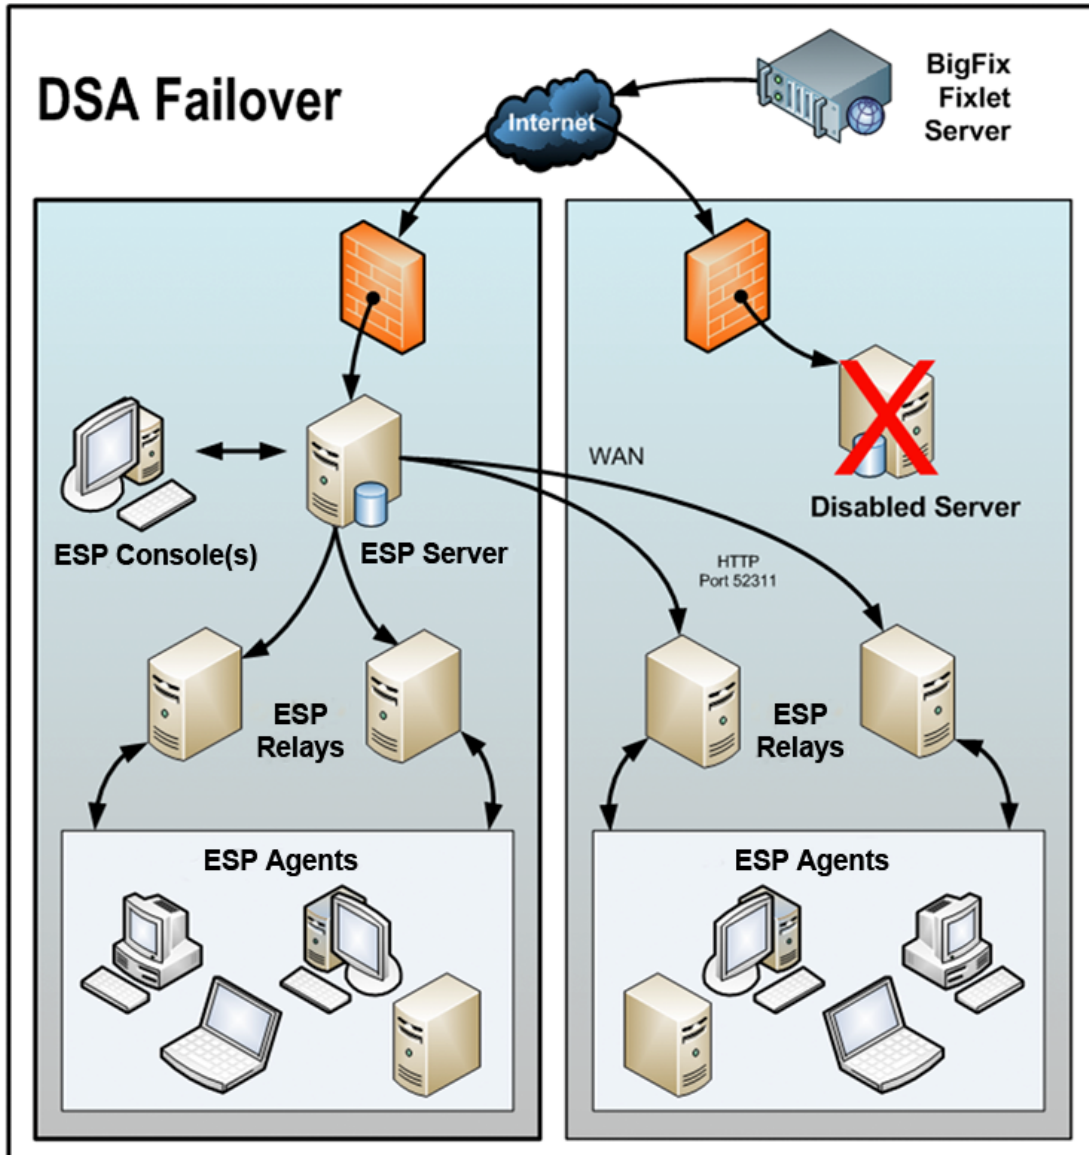 DSA Failover
Internet
BigFix
Fixlet
Server
WAN
Disabled Server
ESP Console(s)
ESP Server
HTTP
Port 52311
ESP
Relays
ESP
Relays
ESP Agents
ESP Agents